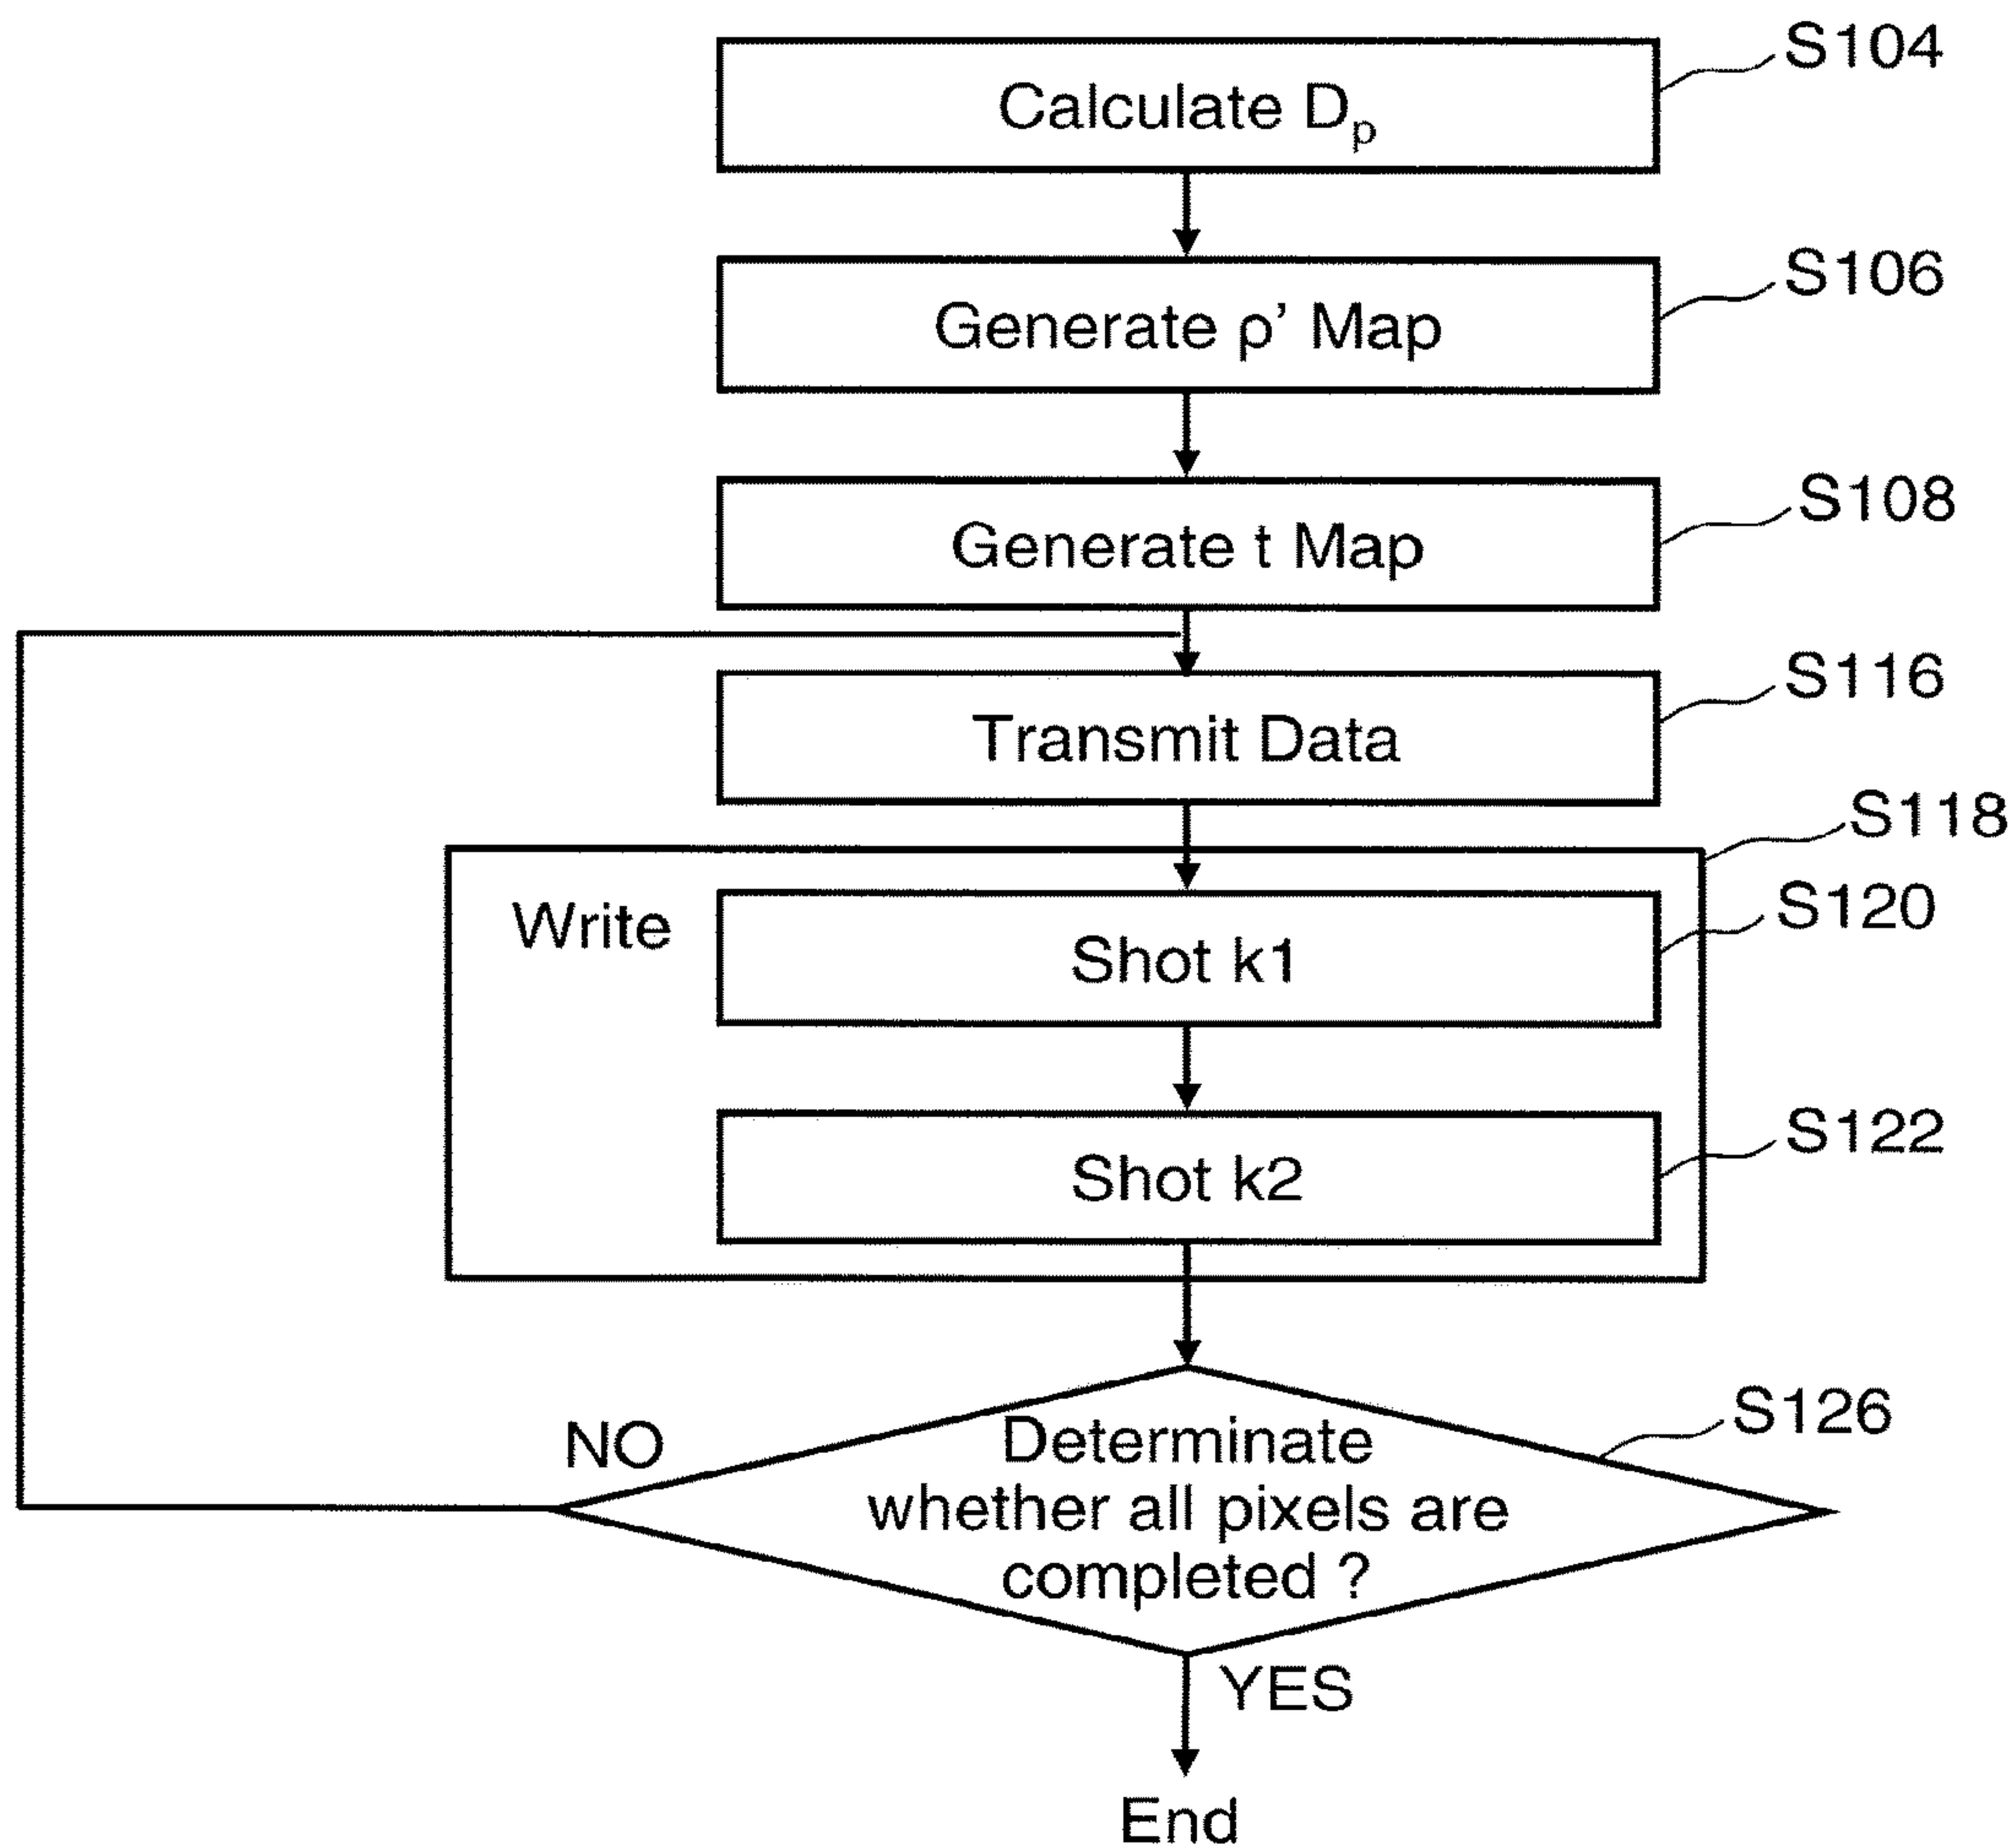 S104
Calculate Dp
S106
Generate ρ’ Map
S108
Generate t Map
S116
Transmit Data
S118
S120
Write
Shot k1
S122
Shot k2
S126
NO
Determinate
whether all pixels are
completed ?
YES
End